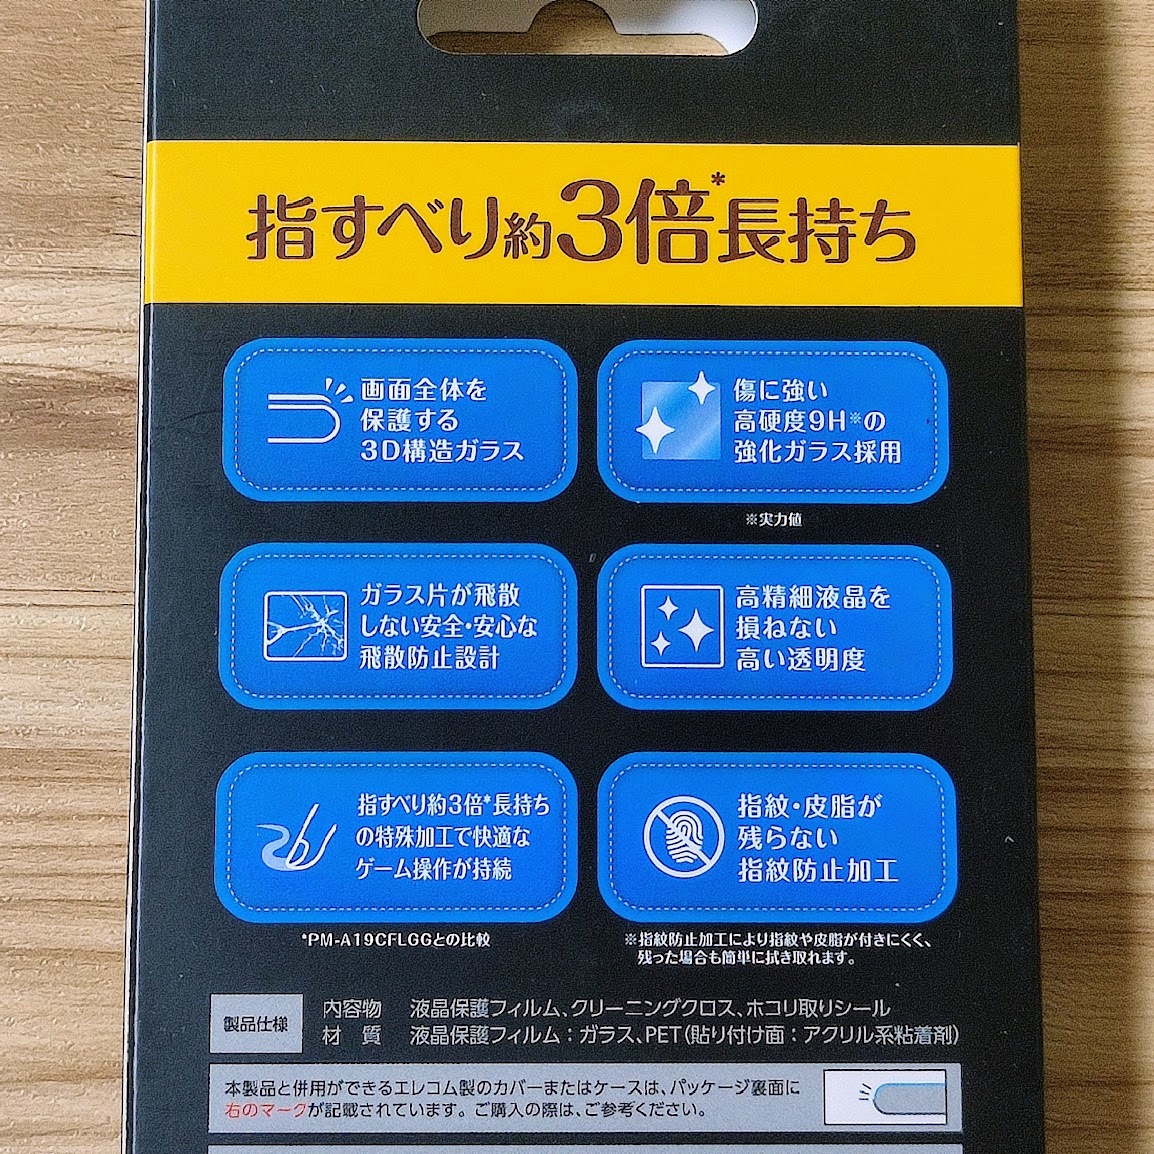 指すべり約3倍*長持ち
画面全体を
保護する
3D構造ガラス
傷に強い
高硬度9H※の
強化ガラス採用
※実力値
ガラス片が飛散
しない安全・安心な
飛散防止設計
高精細液晶を
損ねない
高い透明度
指すべり約3倍*長持ち
の特殊加工で快適な
ゲーム操作が持続
*PM-A19CFLGGとの比較
指紋・皮脂が
残らない
指紋防止加工
※指紋防止加工により指紋や皮脂が付きにくく、
残った場合も簡単に拭き取れます。
製品仕様
内容物 液晶保護フィルム、クリーニングクロス、ホコリ取りシール
材 質 液晶保護フィルム：ガラス、PET（貼り付け面：アクリル系粘着剤）
本製品と併用ができるエレコム製のカバーまたはケースは、パッケージ裏面に
右のマークが記載されています。ご購入の際は、ご参考ください。